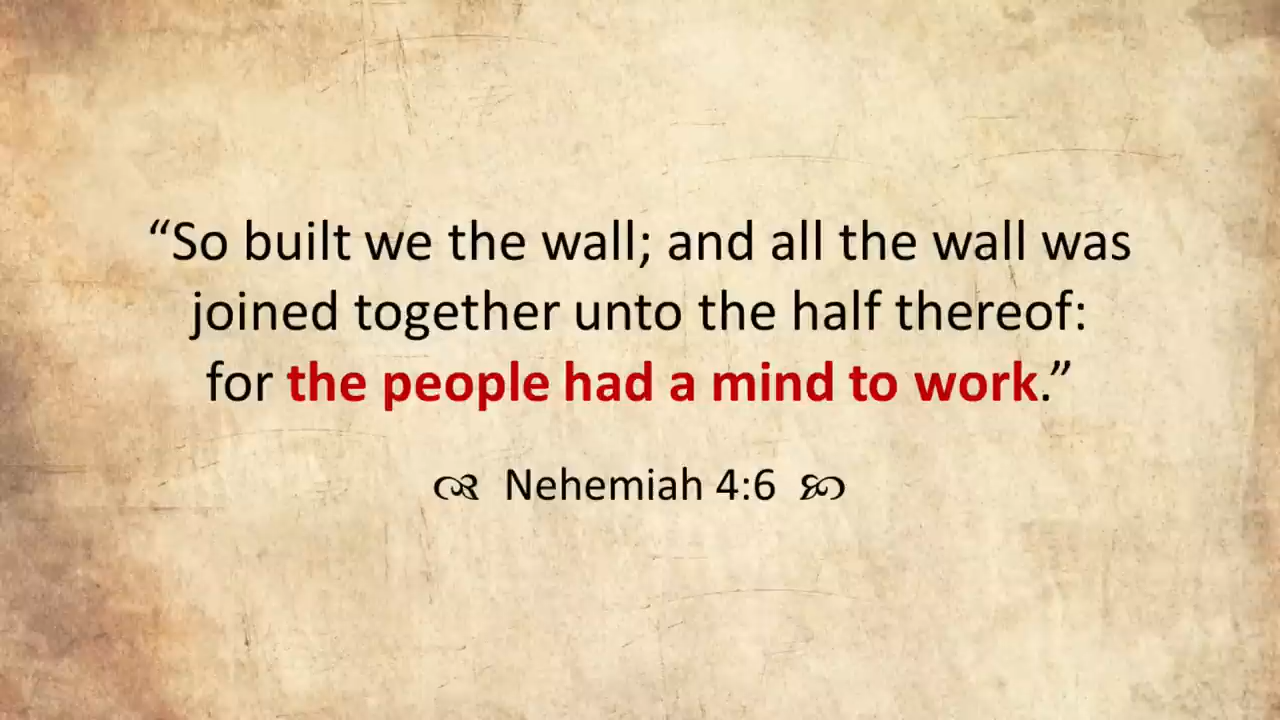 “So built we the wall; and all the wall was
joined together unto the half thereof:
for the people had a mind to work.”
Nehemiah 4:6